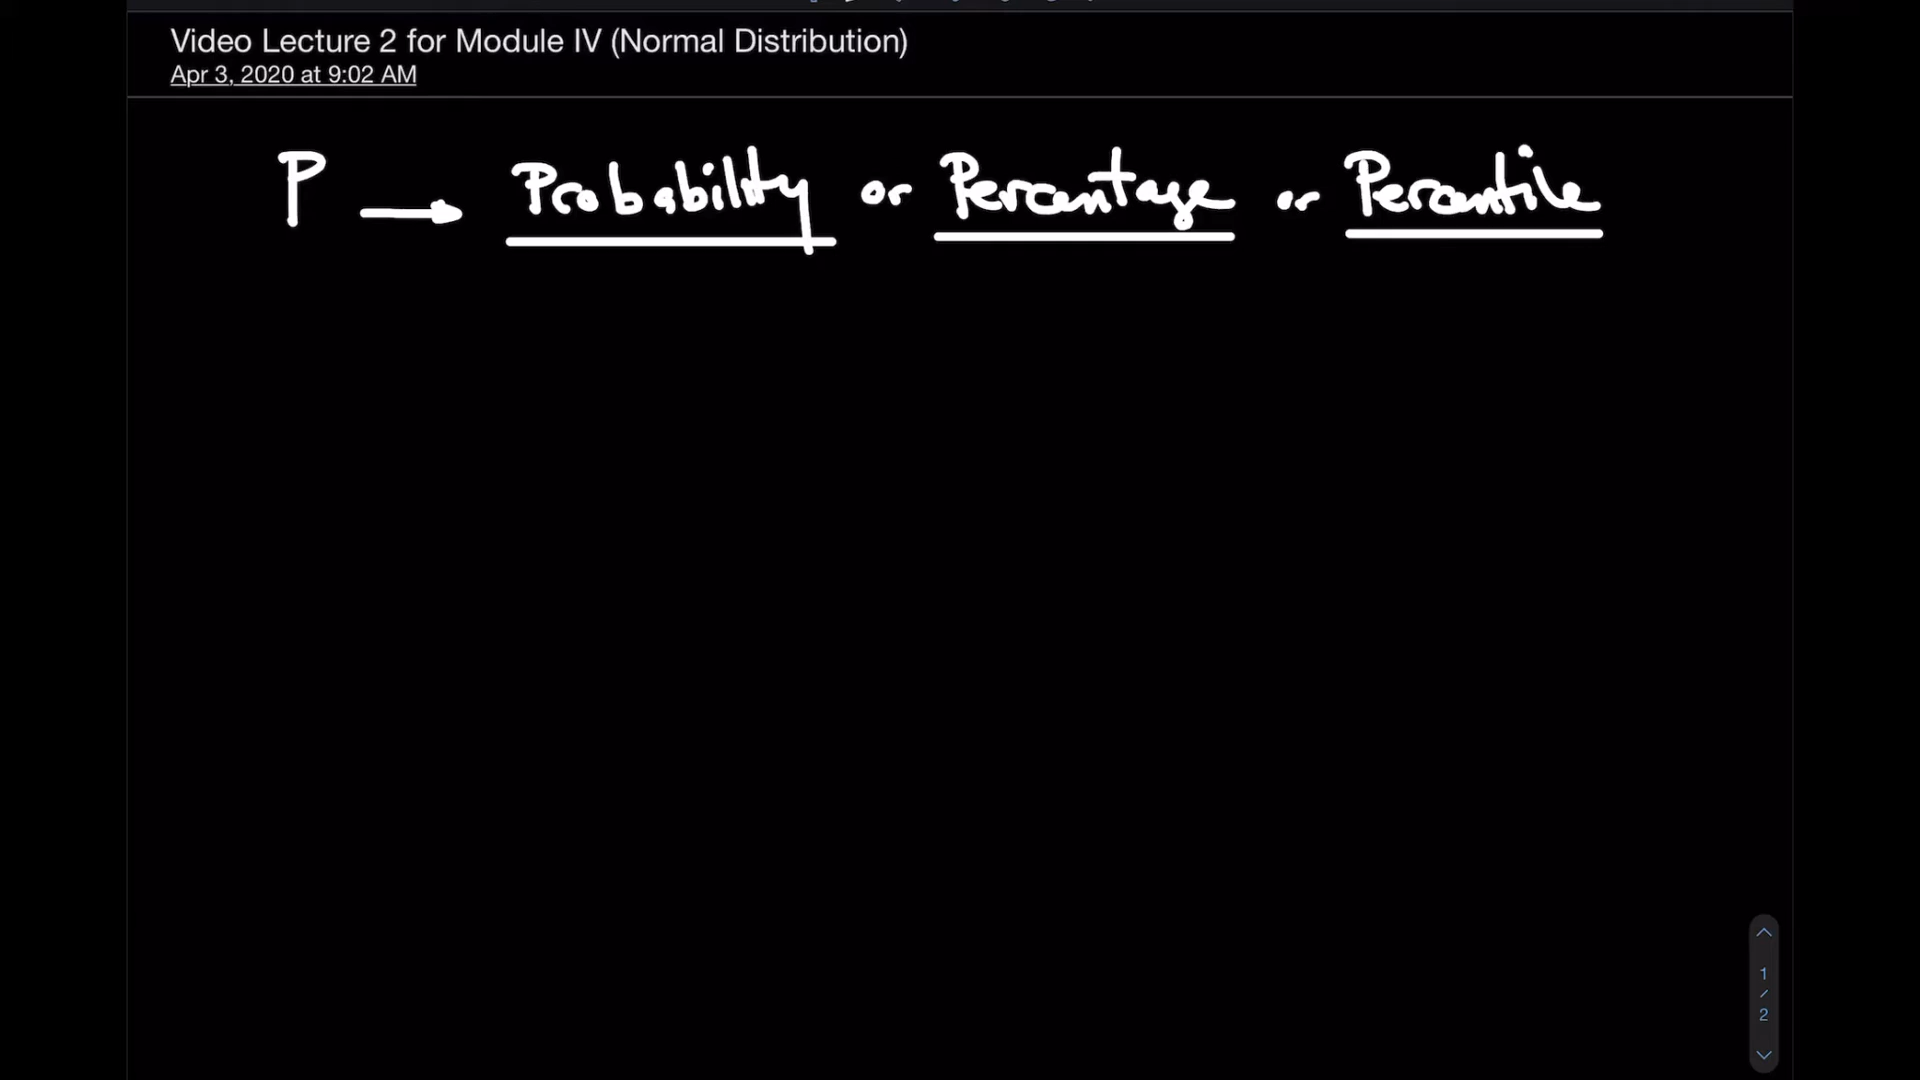 Video Lecture 2 for Module IV (Normal Distribution)
Apr 3, 2020 at 9:02 AM
P → Probability or Percentage or Percentile
1
/
2